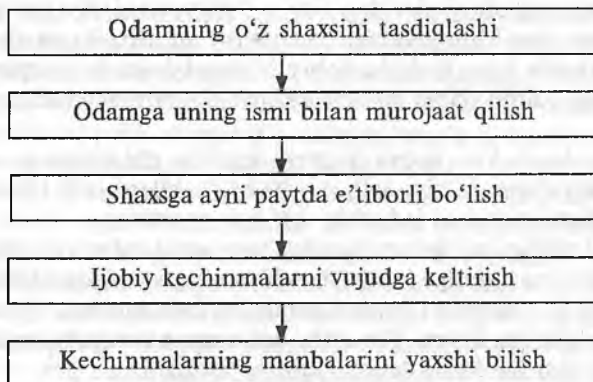 Odamning o‘z shaxsini tasdiqlashi
Odamga uning ismi bilan murojaat qilish
Shaxsga ayni paytda e’tiborli bo‘lish
Ijobiy kechinmalarni vujudga keltirish
Kechinmalarning manbalarini yaxshi bilish